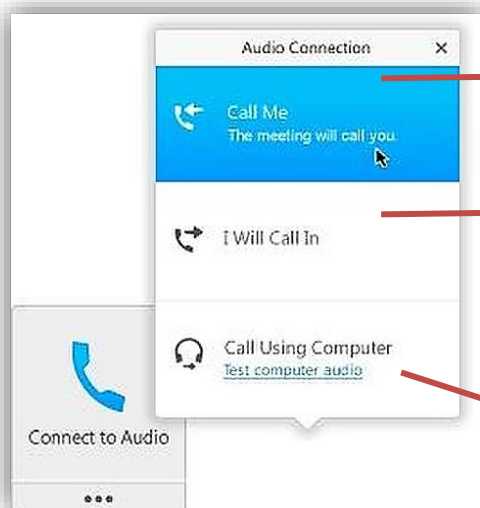 Audio Connection
Call Me
The meeting will call you.
I Will Call In
Call Using Computer
Test computer audio
Connect to Audio